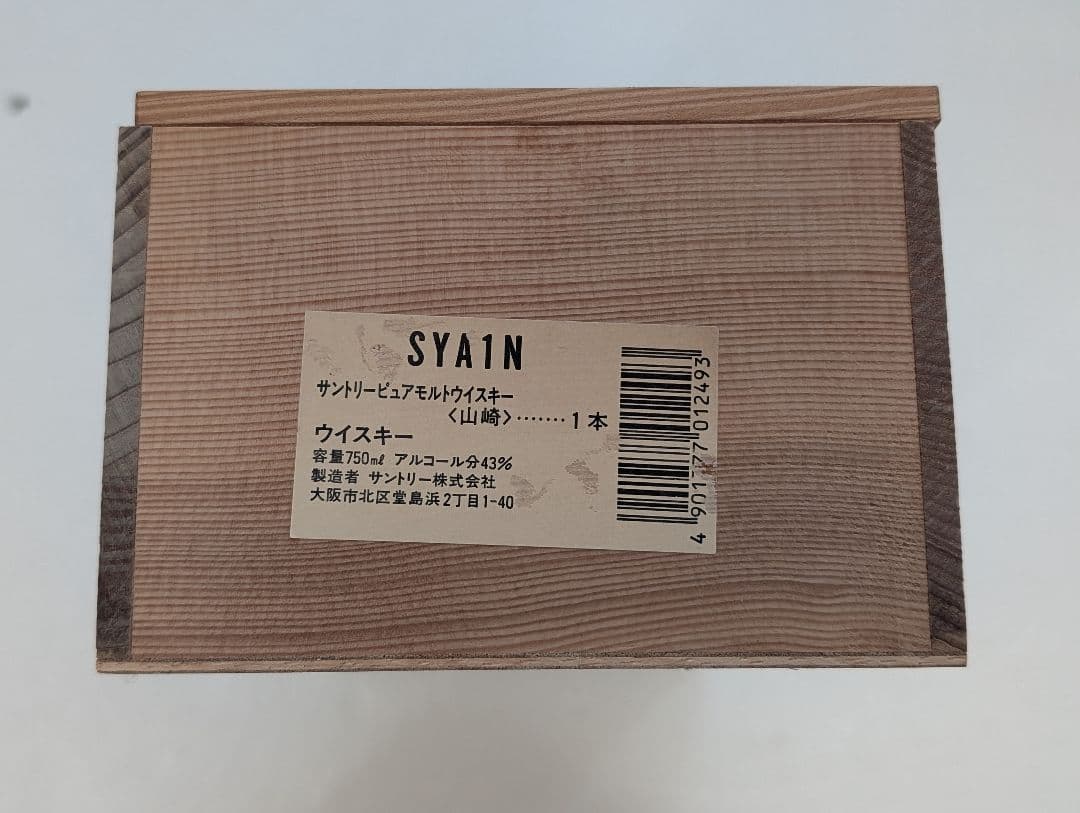 SYA1N
サントリーピュアモルトウイスキー
〈山崎〉‥‥‥‥1本
ウイスキー
容量750㎖ アルコール分43%
製造者 サントリー株式会社
大阪市北区堂島浜2丁目1-40
4 901777 012493